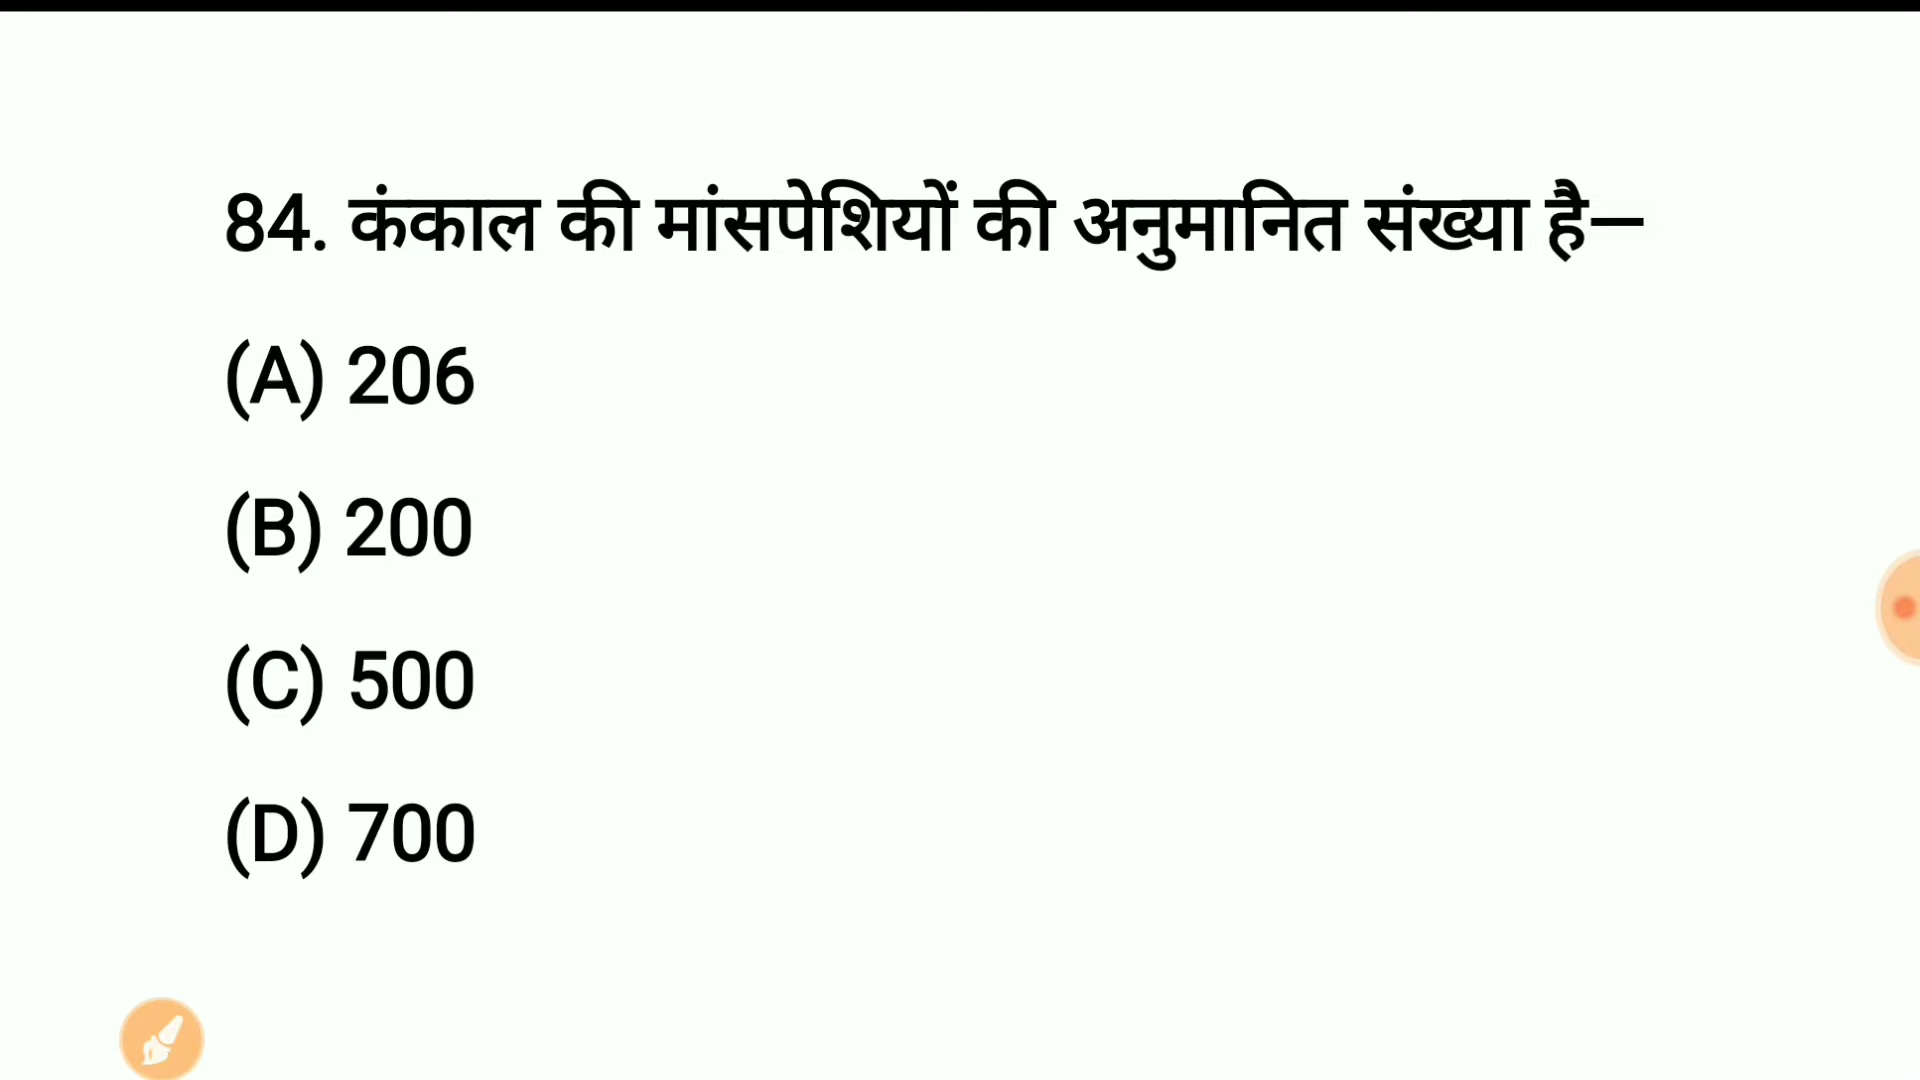 84. कंकाल की मांसपेशियों की अनुमानित संख्या है—
(A) 206
(B) 200
(C) 500
(D) 700